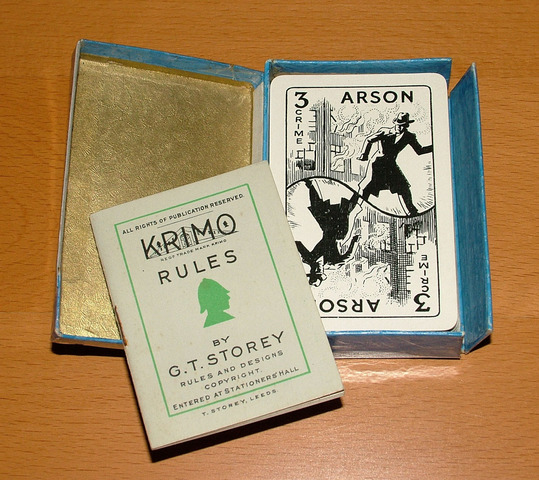 ALL RIGHTS OF PUBLICATION RESERVED.
KRIMO
REGD TRADE MARK KRIMO
RULES
BY
G.T. STOREY
RULES AND DESIGNS
COPYRIGHT.
ENTERED AT STATIONERS' HALL
T. STOREY, LEEDS.
3 ARSON
CRIME
3 ARSON
CRIME